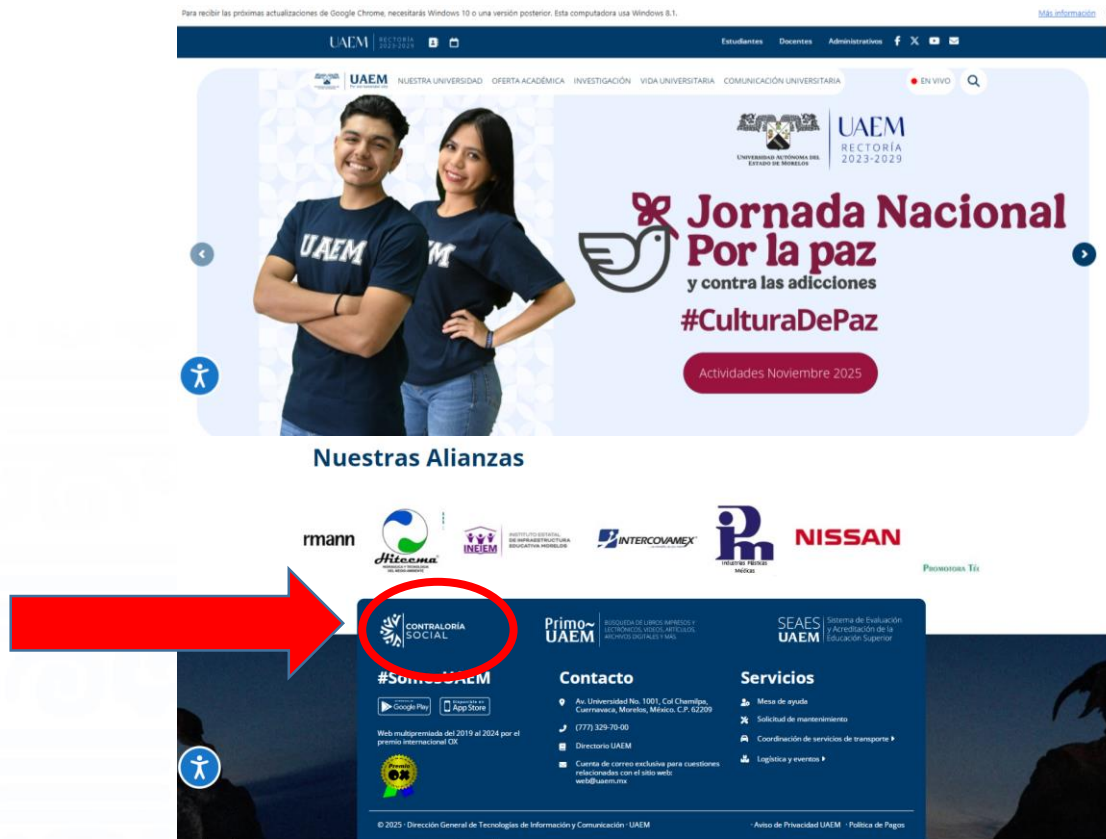 Para recibir las próximas actualizaciones de Google Chrome, necesitarás Windows 10 o una versión posterior. Esta computadora usa Windows 8.1.
Más información
UAEM RECTORÍA
2023-2029
Estudiantes Docentes Administrativos
UAEM
NUESTRA UNIVERSIDAD OFERTA ACADÉMICA INVESTIGACIÓN VIDA UNIVERSITARIA COMUNICACIÓN UNIVERSITARIA
EN VIVO
UNIVERSIDAD AUTÓNOMA DEL
ESTADO DE MORELOS
UAEM
RECTORÍA
2023-2029
UAEM
M
Jornada Nacional
Por la paz
y contra las adicciones
#CulturaDePaz
Actividades Noviembre 2025
Nuestras Alianzas
rmann
Hiteema
INEIEM
INSTITUTO ESTATAL
DE INFRAESTRUCTURA
EDUCATIVA MORELOS
INTERCOVAMEX
Médicas
NISSAN
PROMOTORA TÉ
CONTRALORÍA
SOCIAL
Primo~
UAEM
BÚSQUEDA DE LIBROS IMPRESOS Y
ELECTRÓNICOS, VIDEOS, ARTÍCULOS,
ARCHIVOS DIGITALES Y MÁS
SEAES
UAEM
Sistema de Evaluación
y Acreditación de la
Educación Superior
#SomosUAEM
Google Play
App Store
Web multipremiada del 2019 al 2024 por el
premio internacional OX
Premio
OX
Contacto
Av. Universidad No. 1001, Col Chamilpa,
Cuernavaca, Morelos, México. C.P. 62209
(777) 329-70-00
Directorio UAEM
Cuenta de correo exclusiva para cuestiones
relacionadas con el sitio web:
web@uaem.mx
Servicios
Mesa de ayuda
Solicitud de mantenimiento
Coordinación de servicios de transporte
Logística y eventos
© 2025 · Dirección General de Tecnologías de Información y Comunicación · UAEM
· Aviso de Privacidad UAEM · Política de Pagos